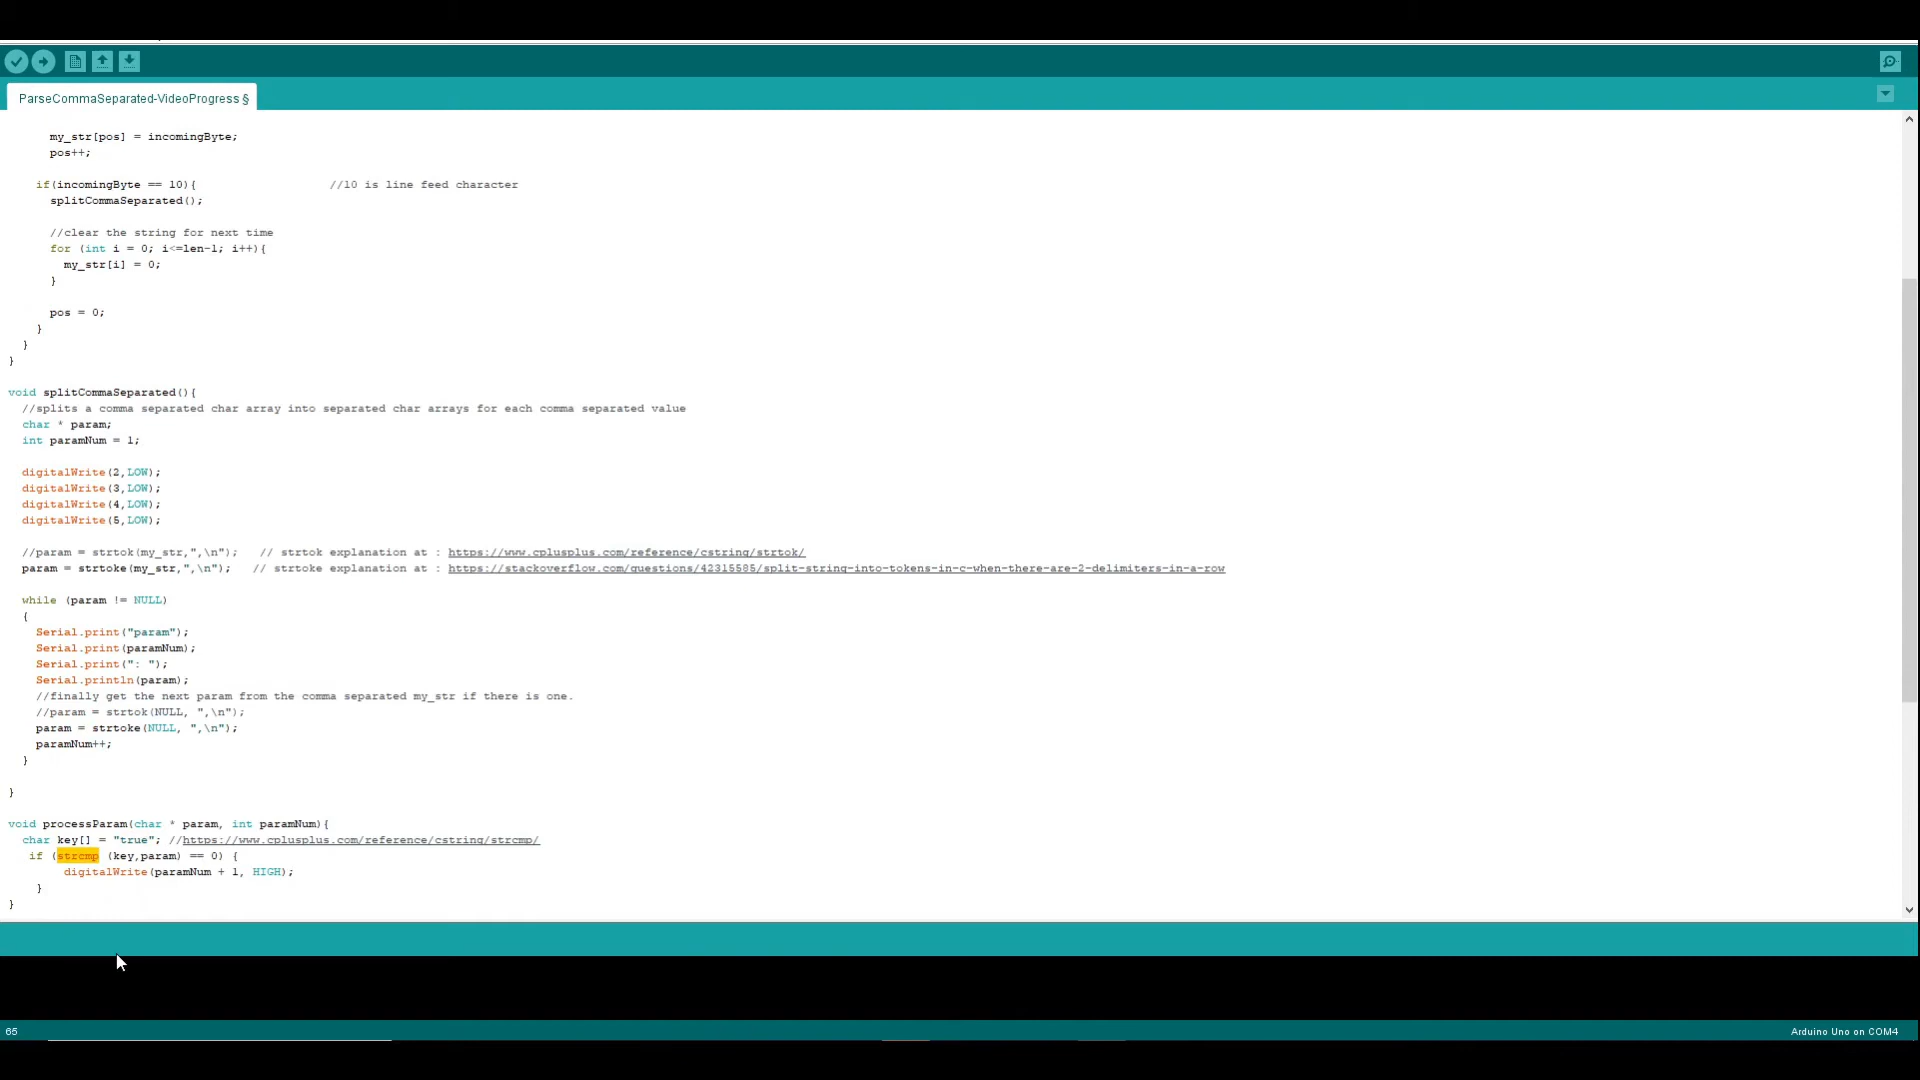 ParseCommaSeparated-VideoProgress §
my_str[pos] = incomingByte;
pos++;
if(incomingByte == 10){ //10 is line feed character
splitCommaSeparated();
//clear the string for next time
for (int i = 0; i<=len-1; i++){
my_str[i] = 0;
}
pos = 0;
}
}
}
void splitCommaSeparated(){
//splits a comma separated char array into separated char arrays for each comma separated value
char * param;
int paramNum = 1;
digitalWrite(2,LOW);
digitalWrite(3,LOW);
digitalWrite(4,LOW);
digitalWrite(5,LOW);
//param = strtok(my_str,",\n"); // strtok explanation at : https://www.cplusplus.com/reference/cstring/strtok/
param = strtoke(my_str,",\n"); // strtoke explanation at : https://stackoverflow.com/questions/42315585/split-string-into-tokens-in-c-when-there-are-2-delimiters-in-a-row
while (param != NULL)
{
Serial.print("param");
Serial.print(paramNum);
Serial.print(": ");
Serial.println(param);
//finally get the next param from the comma separated my_str if there is one.
//param = strtok(NULL, ",\n");
param = strtoke(NULL, ",\n");
paramNum++;
}
}
void processParam(char * param, int paramNum){
char key[] = "true"; //https://www.cplusplus.com/reference/cstring/strcmp/
if (strcmp (key,param) == 0) {
digitalWrite(paramNum + 1, HIGH);
}
}
65
Arduino Uno on COM4